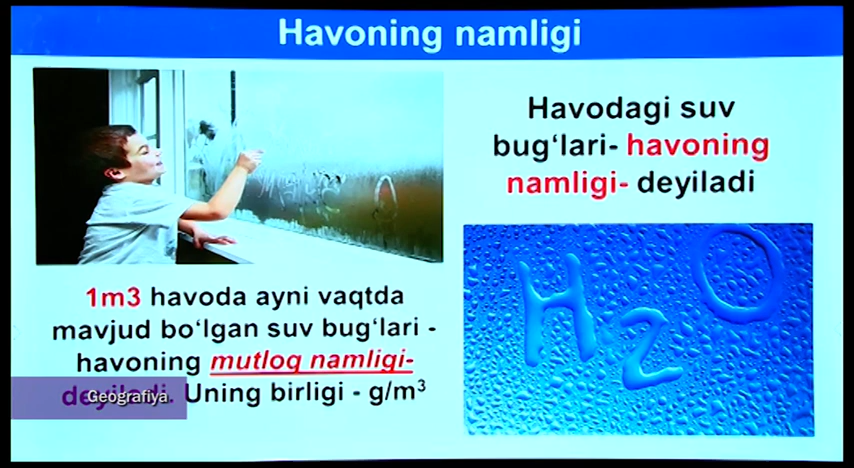 Havoning namligi
Havodagi suv
bug‘lari- havoning
namligi- deyiladi
1m3 havoda ayni vaqtda
mavjud bo‘lgan suv bug‘lari -
havoning mutloq namligi-
deyiladi. Uning birligi - g/m³
Geografiya
H2O